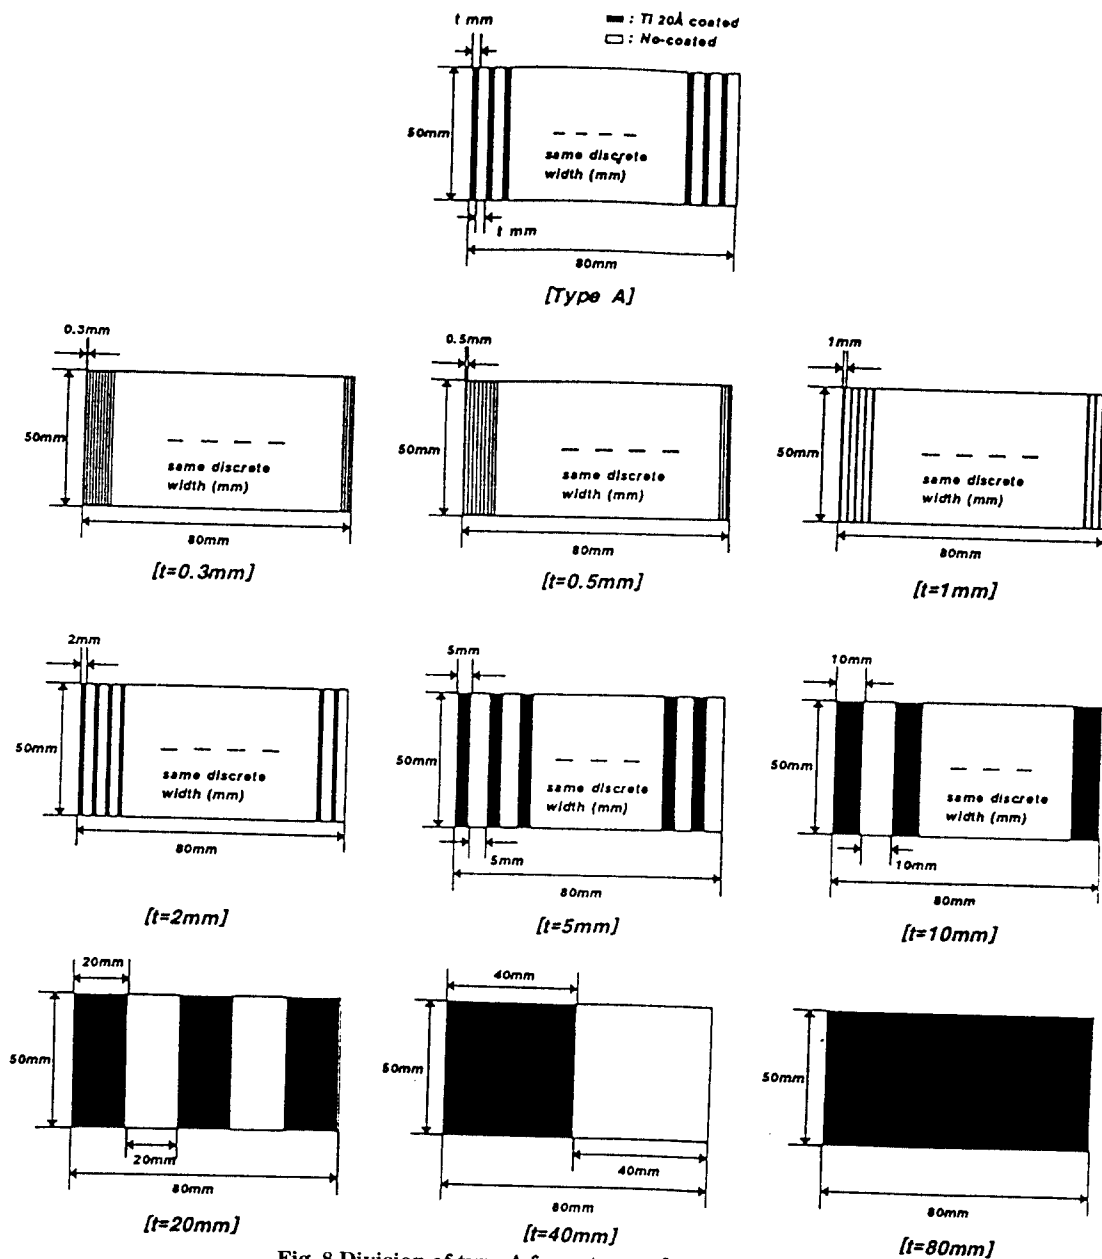 t mm
: Ti 20Å coated
: No-coated
50mm
same discrete
width (mm)
t mm
80mm
[Type A]
0.3mm
50mm
same discrete
width (mm)
80mm
[t=0.3mm]
0.5mm
50mm
same discrete
width (mm)
80mm
[t=0.5mm]
1mm
50mm
same discrete
width (mm)
80mm
[t=1mm]
2mm
50mm
same discrete
width (mm)
80mm
[t=2mm]
5mm
50mm
same discrete
width (mm)
5mm
80mm
[t=5mm]
10mm
50mm
same discrete
width (mm)
10mm
80mm
[t=10mm]
20mm
50mm
20mm
80mm
[t=20mm]
40mm
50mm
40mm
80mm
[t=40mm]
50mm
80mm
[t=80mm]
Fig. 8 Division of type A